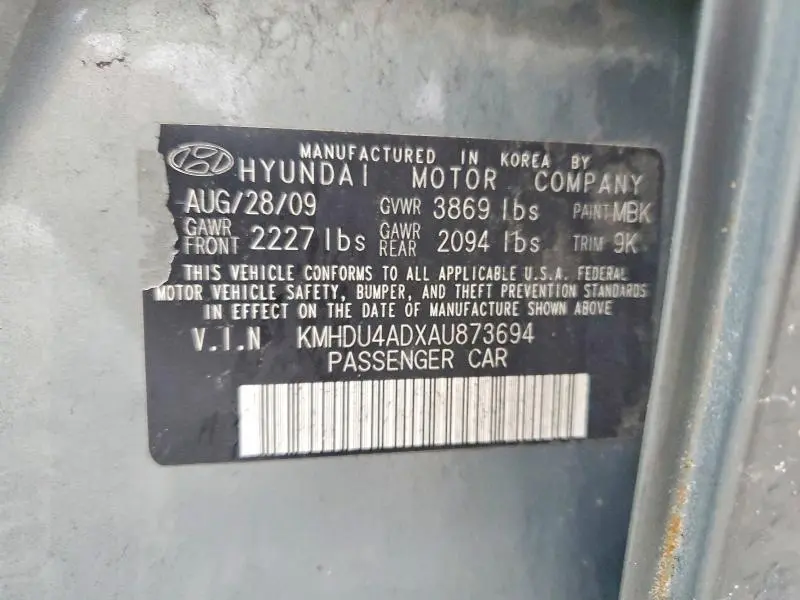 MANUFACTURED IN KOREA BY
HYUNDAI MOTOR COMPANY
AUG/28/09 GVWR 3869 lbs PAINT MBK
GAWR FRONT 2227 lbs GAWR REAR 2094 lbs TRIM 9K
THIS VEHICLE CONFORMS TO ALL APPLICABLE U.S.A. FEDERAL
MOTOR VEHICLE SAFETY, BUMPER, AND THEFT PREVENTION STANDARDS
IN EFFECT ON THE DATE OF MANUFACTURE SHOWN ABOVE.
V.I.N KMHDU4ADXAU873694
PASSENGER CAR